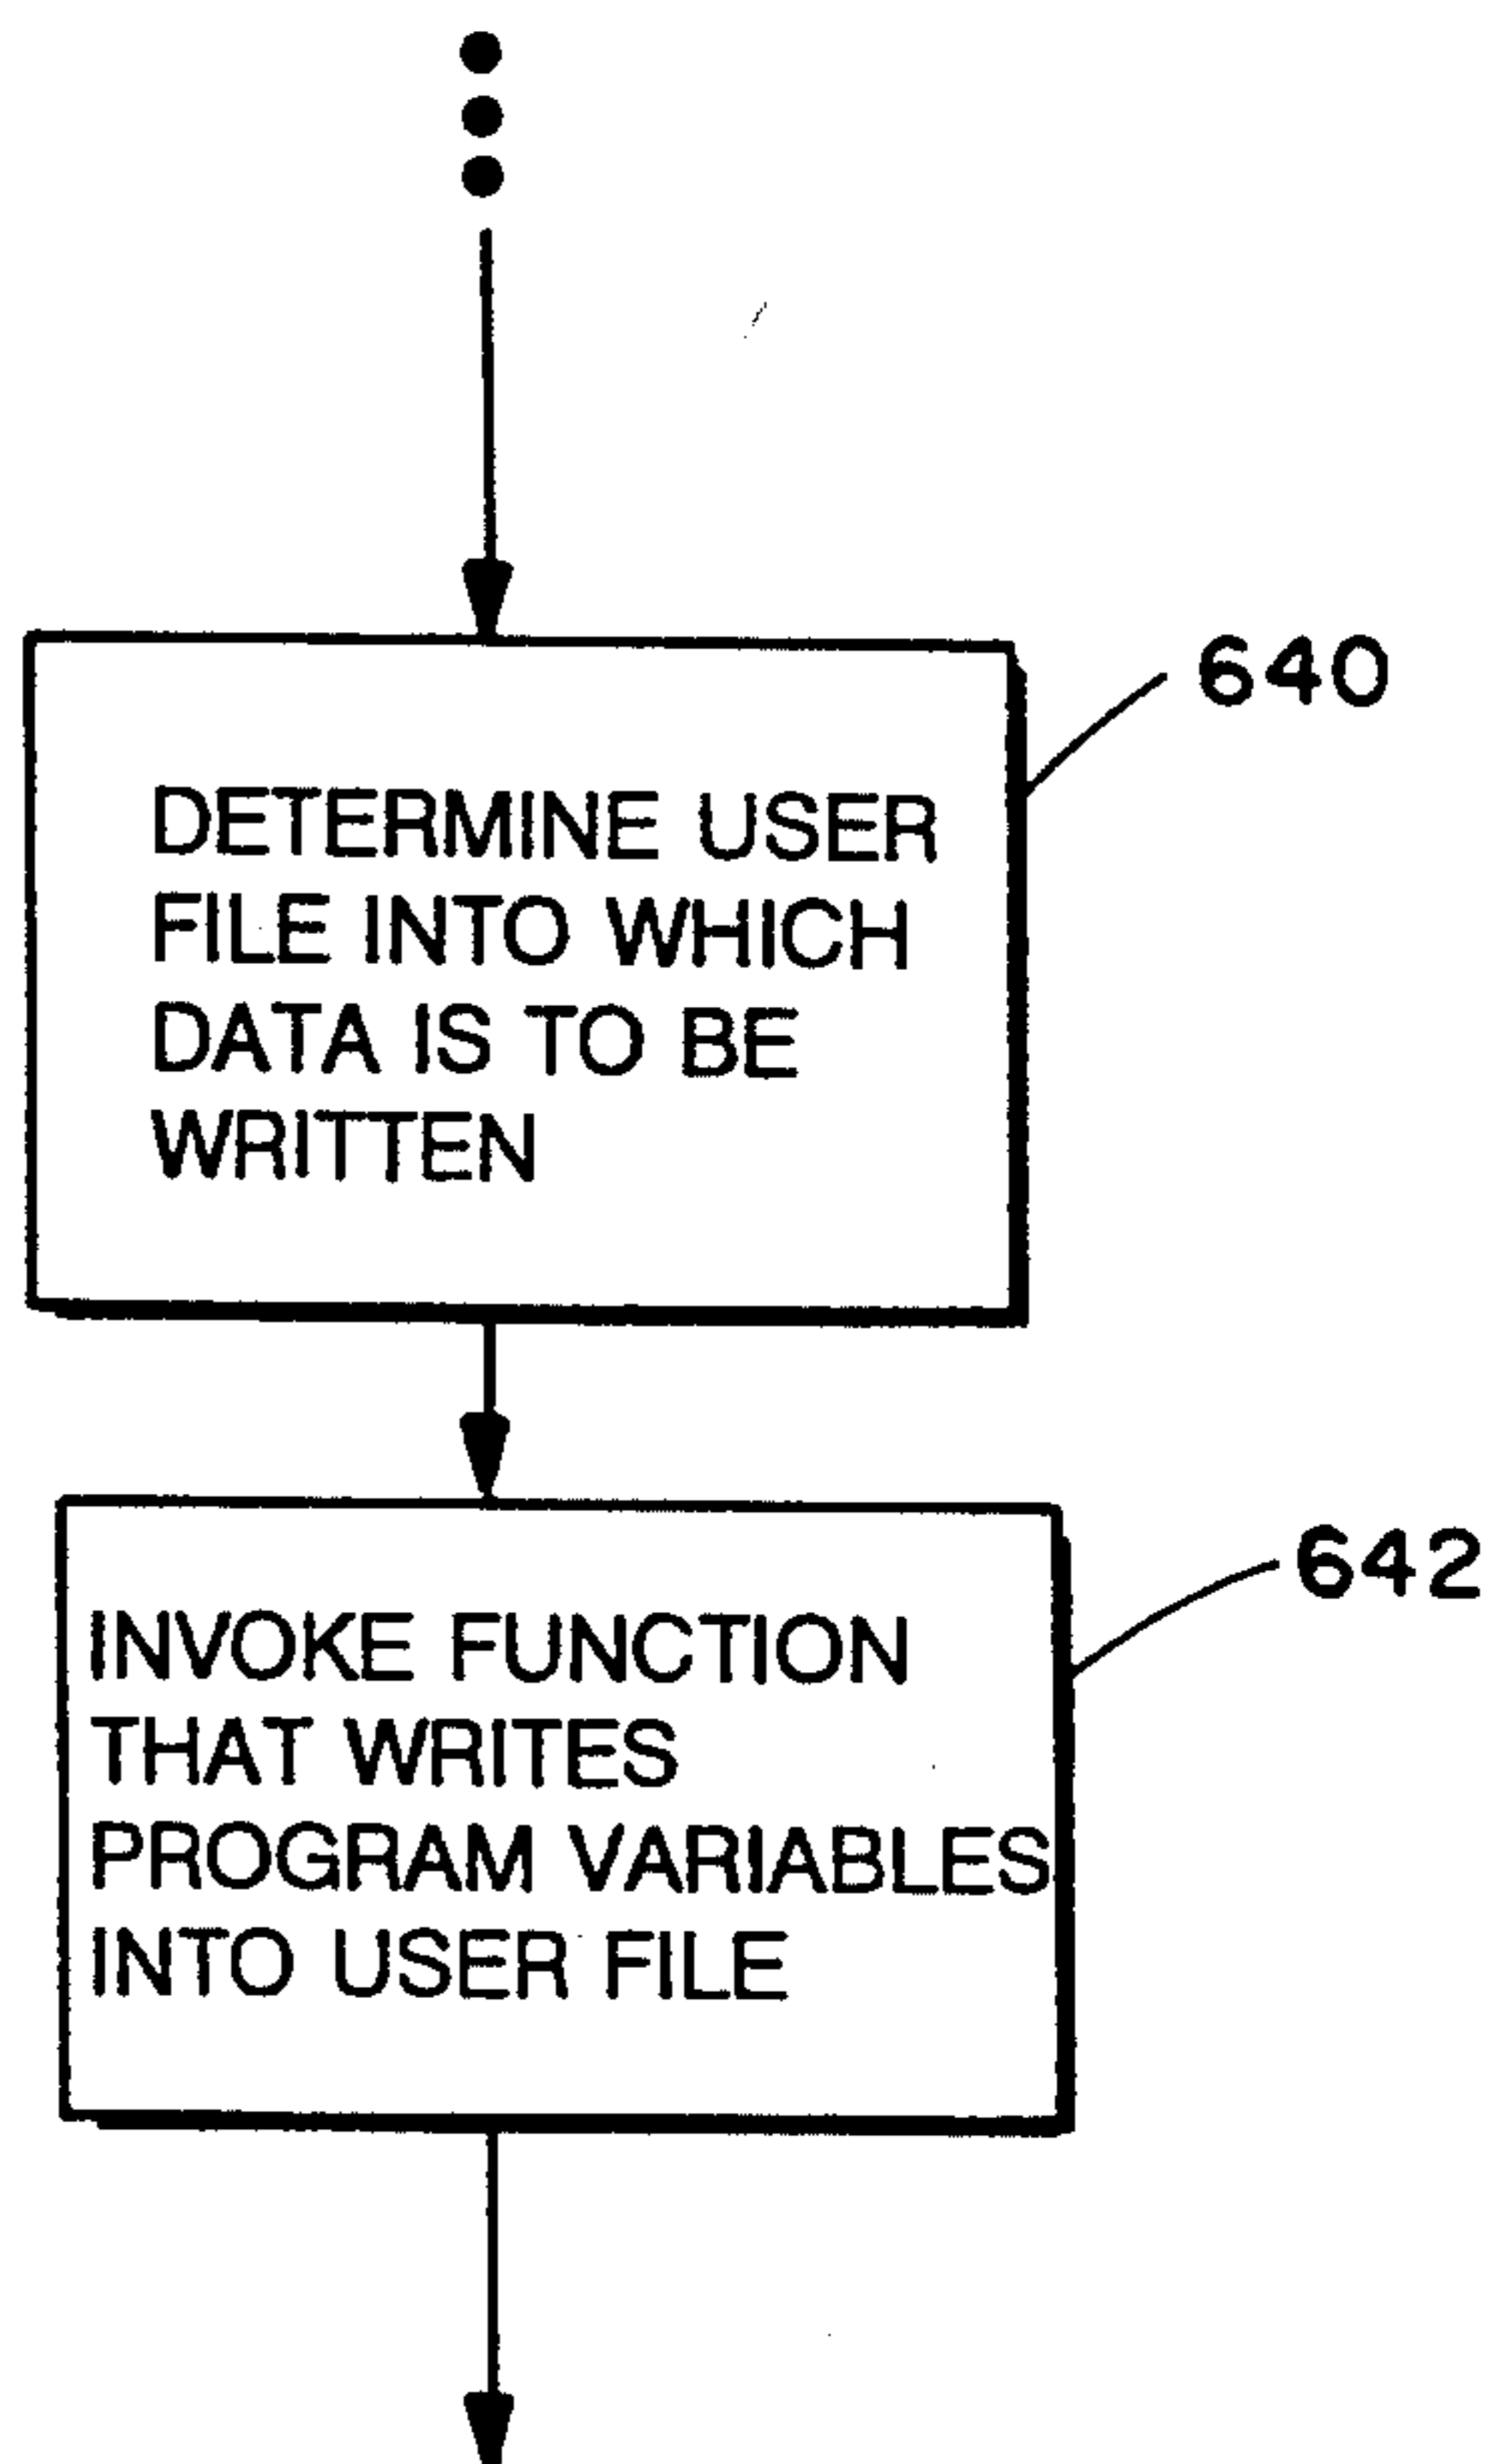 640
DETERMINE USER
FILE INTO WHICH
DATA IS TO BE
WRITTEN
642
INVOKE FUNCTION
THAT WRITES
PROGRAM VARIABLES
INTO USER FILE